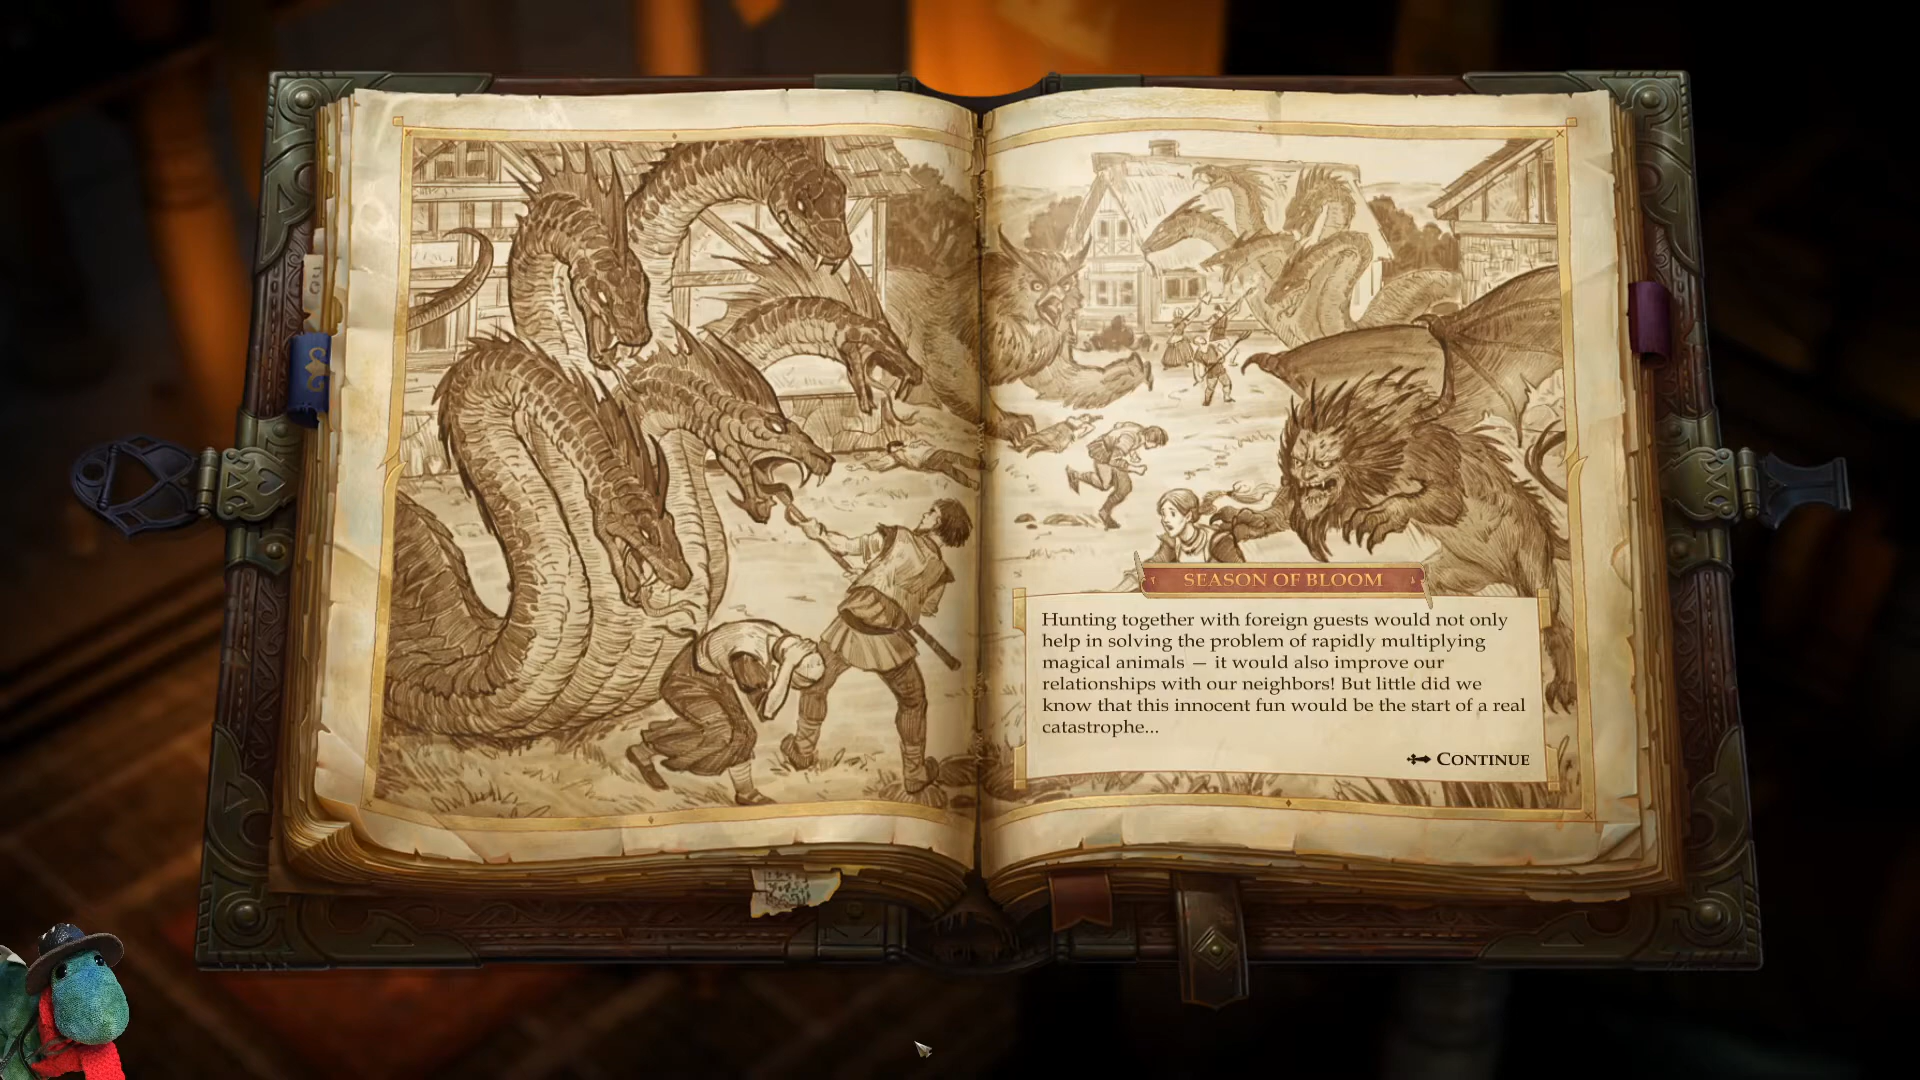 SEASON OF BLOOM
Hunting together with foreign guests would not only
help in solving the problem of rapidly multiplying
magical animals — it would also improve our
relationships with our neighbors! But little did we
know that this innocent fun would be the start of a real
catastrophe...
CONTINUE